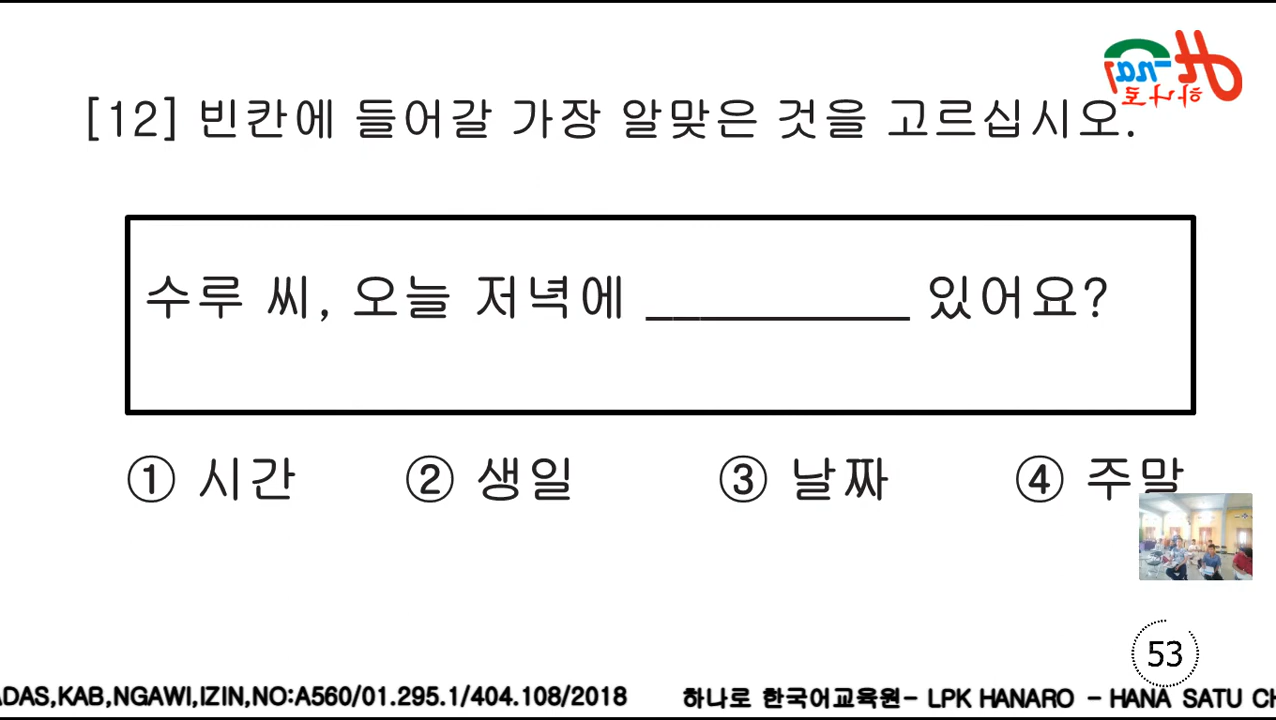 하나로
[12] 빈칸에 들어갈 가장 알맞은 것을 고르십시오.
수루 씨, 오늘 저녁에 __________ 있어요?
① 시간 ② 생일 ③ 날짜 ④ 주말
53
ADAS,KAB,NGAWI,IZIN,NO:A560/01.295.1/404.108/2018 하나로 한국어교육원- LPK HANARO - HANA SATU